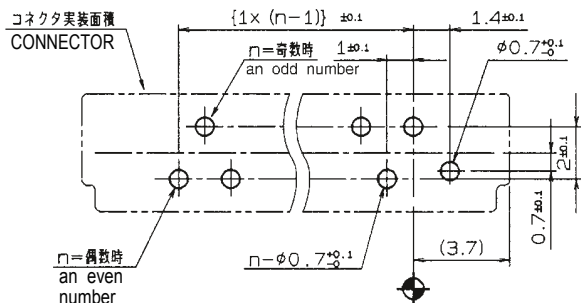 コネクタ実装面積
CONNECTOR
{1×(n-1)} ±0.1
1.4±0.1
n=奇数時
an odd number
1±0.1
φ0.7+0.1-0
2±0.1
0.7±0.1
n=偶数時
an even
number
n-φ0.7+0.1-0
(3.7)